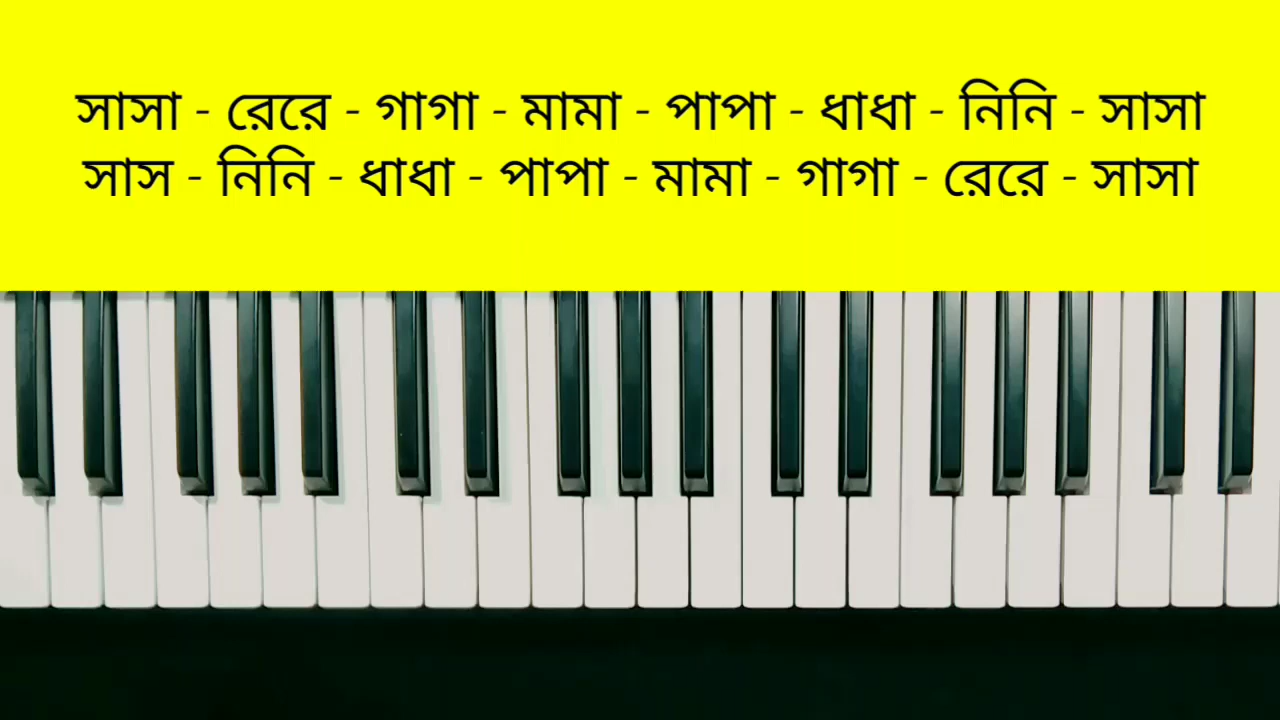 সাসা - রেরে - গাগা - মামা - পাপা - ধাধা - নিনি - সাসা
সাস - নিনি - ধাধা - পাপা - মামা - গাগা - রেরে - সাসা